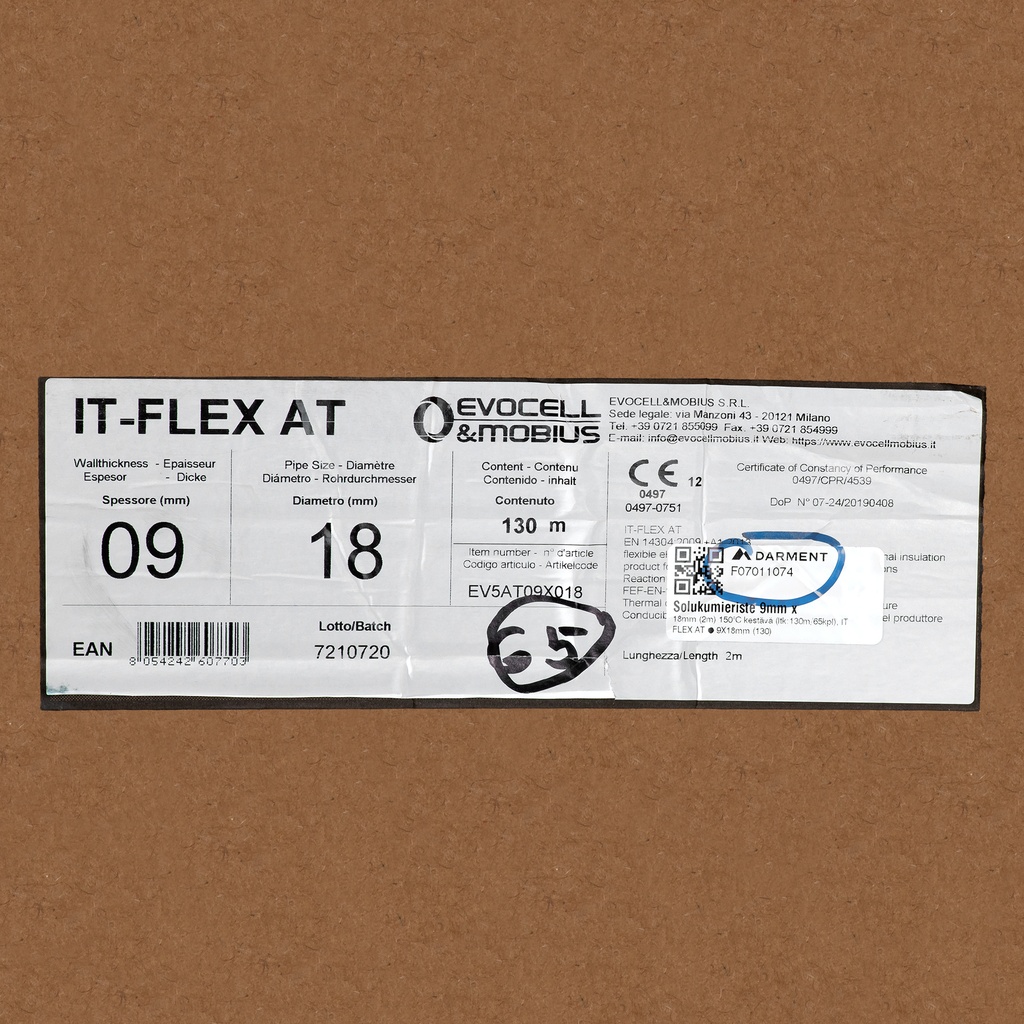 IT-FLEX AT
EVOCELL
&MOBIUS
EVOCELL&MOBIUS S.R.L.
Sede legale: via Manzoni 43 - 20121 Milano
Tel. +39 0721 855099 Fax. +39 0721 854999
E-mail: info@evocellmobius.it Web: https://www.evocellmobius.it
Wallthickness - Epaisseur
Espesor - Dicke
Spessore (mm)
09
Pipe Size - Diamètre
Diámetro - Rohrdurchmesser
Diametro (mm)
18
Content - Contenu
Contenido - inhalt
Contenuto
130 m
Item number - n° d'article
Codigo articulo - Artikelcode
EV5AT09X018
CE 12
0497
0497-0751
Certificate of Constancy of Performance
0497/CPR/4539
DoP N° 07-24/20190408
IT-FLEX AT
EN 14304:2009 +A1:2013
flexible
product
Reaction
FEF-EN-
Thermal
insulation
produttore
DARMENT
F07011074
Solukumieriste 9mm x
18mm (2m) 150°C kestävä (ltk:130m/65kpl), IT
FLEX AT ● 9X18mm (130)
Lunghezza/Length 2m
EAN
8 054242 607703
Lotto/Batch
7210720
65